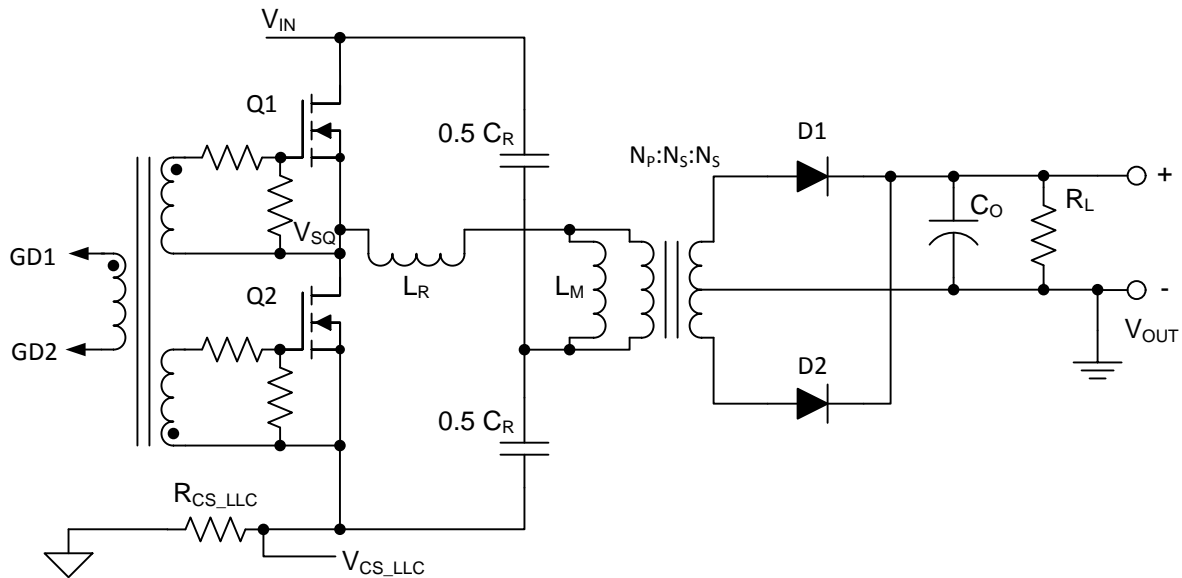 V_IN
Q1
0.5 C_R
D1
N_P:N_S:N_S
+
C_O
R_L
V_SQ
GD1
L_R
L_M
Q2
-
GD2
V_OUT
D2
0.5 C_R
R_CS_LLC
V_CS_LLC